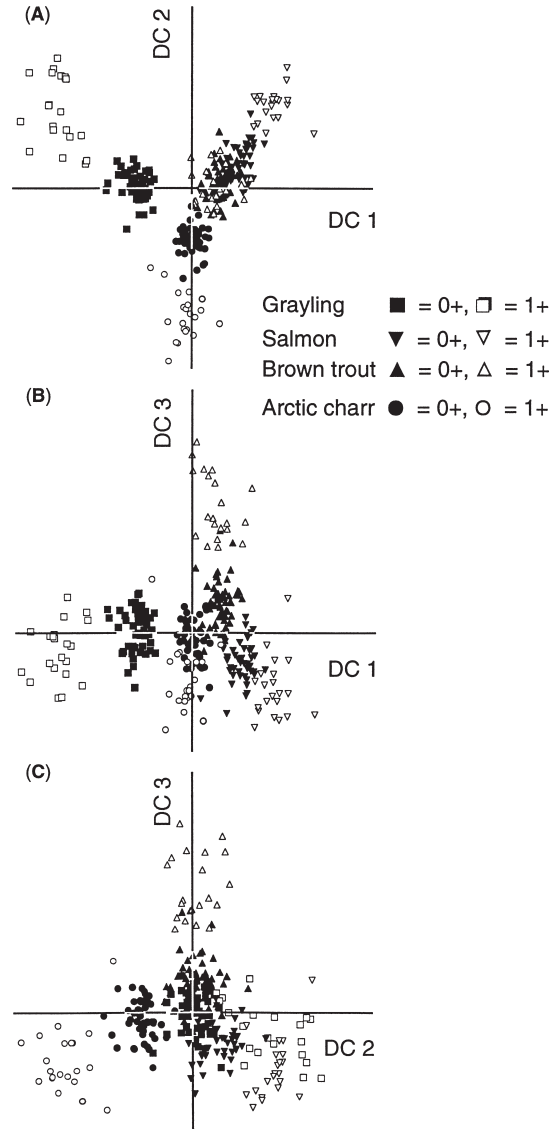 (A)
DC 2
DC 1
Grayling ■ = 0+, □ = 1+
Salmon ▼ = 0+, ▽ = 1+
Brown trout ▲ = 0+, △ = 1+
Arctic charr ● = 0+, ○ = 1+
(B)
DC 3
DC 1
(C)
DC 3
DC 2